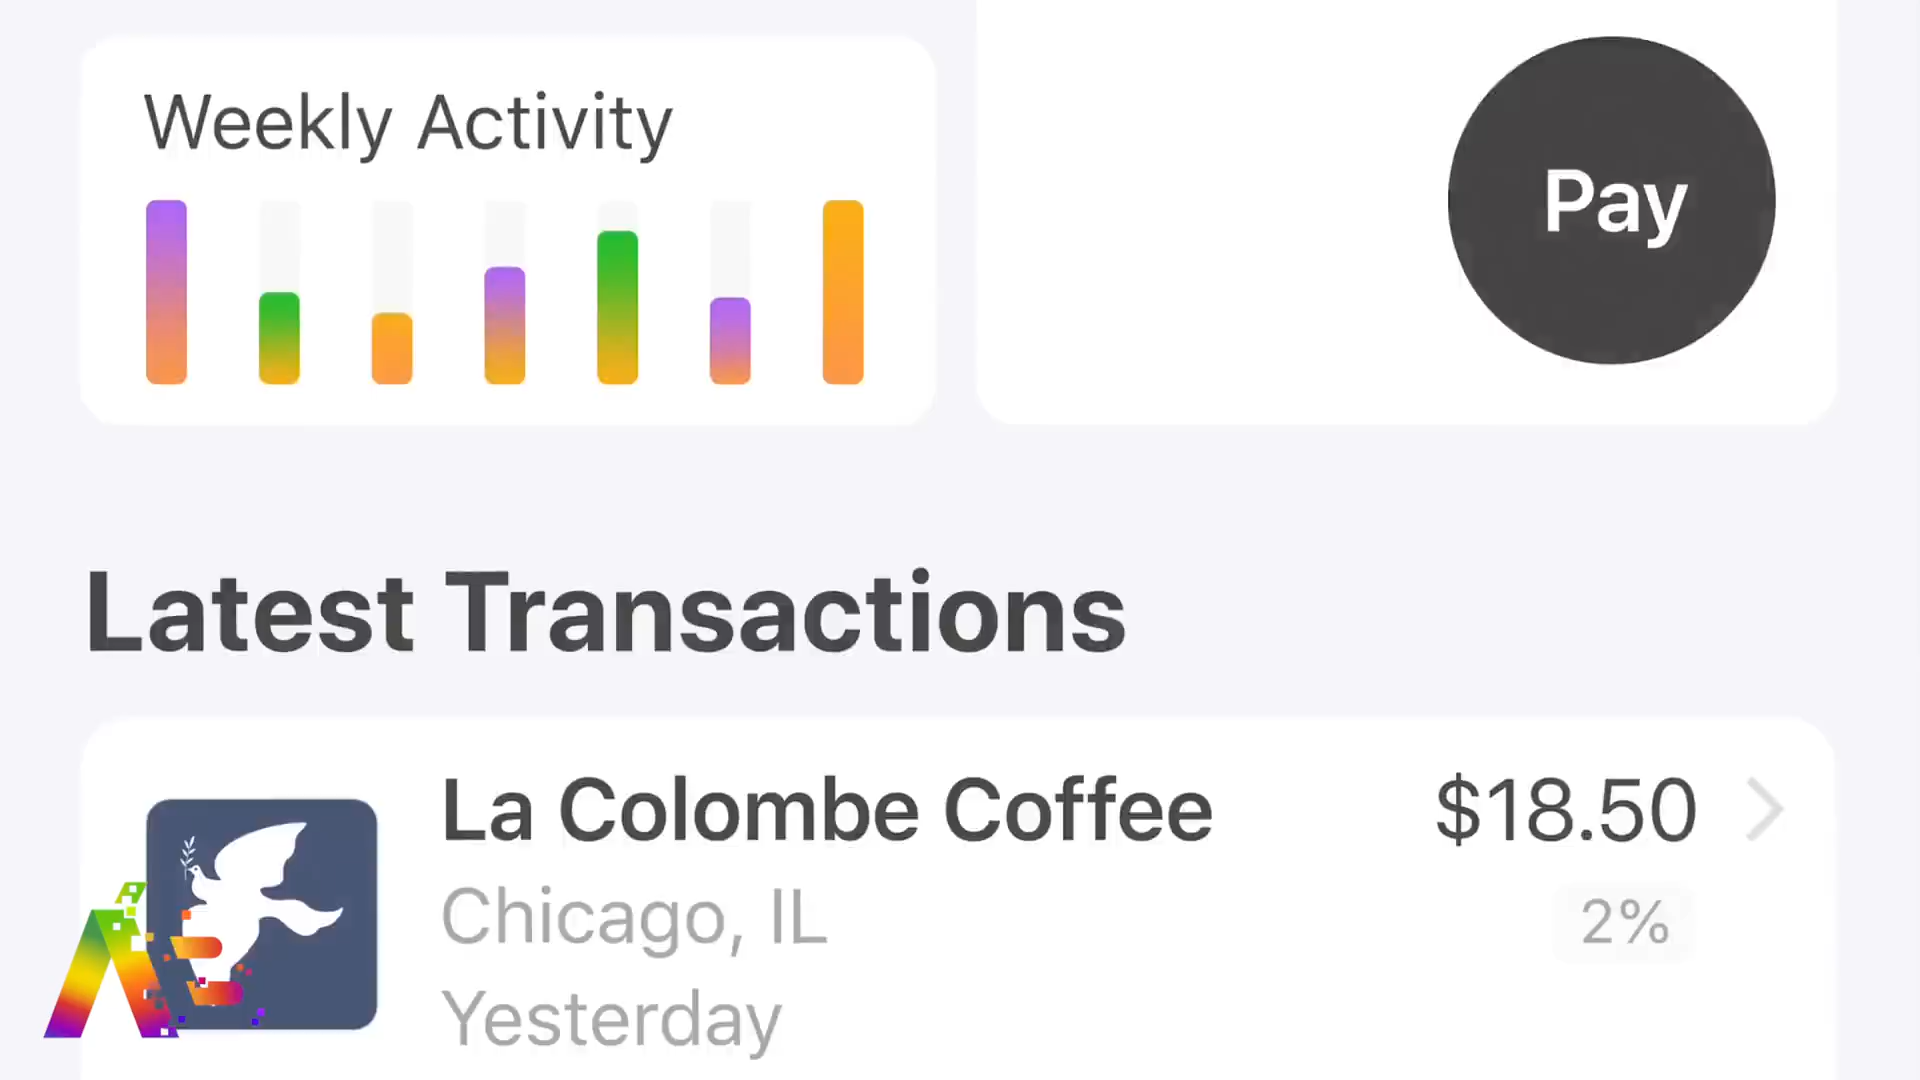 Weekly Activity
Pay
Latest Transactions
La Colombe Coffee
$18.50
Chicago, IL
2%
Yesterday